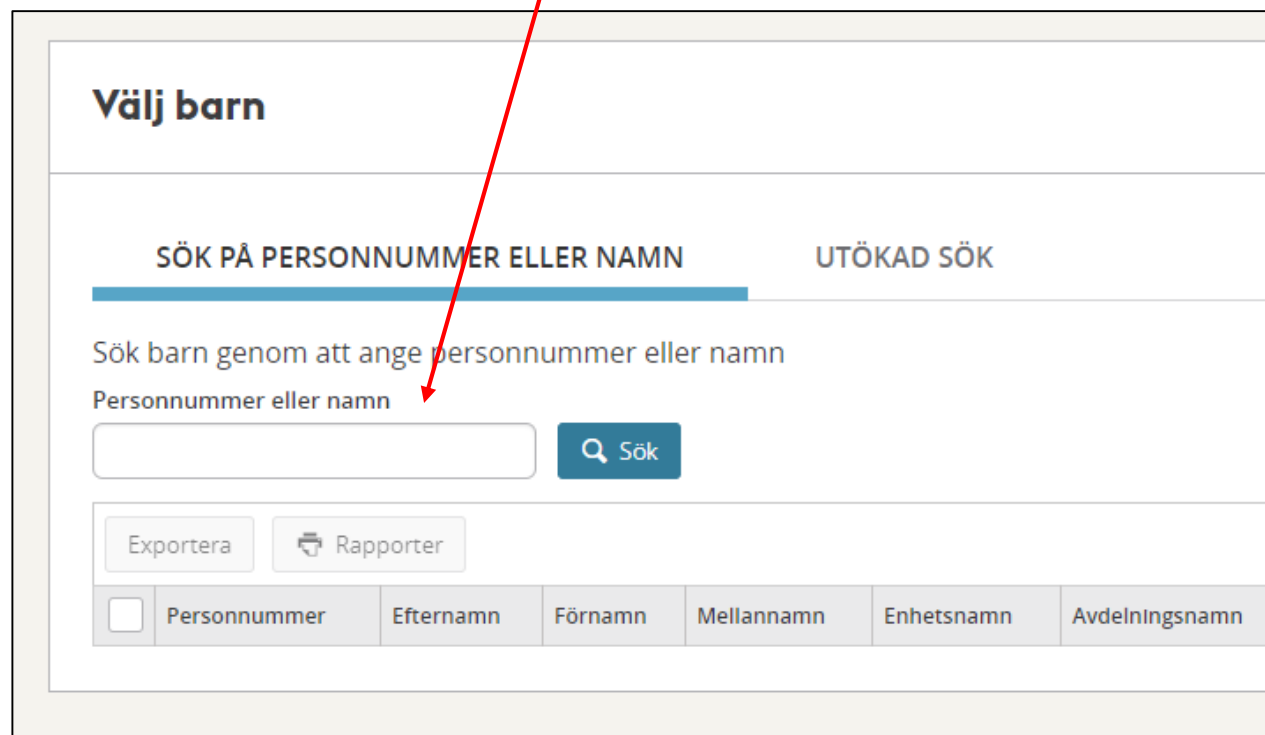 Välj barn
SÖK PÅ PERSONNUMMER ELLER NAMN UTÖKAD SÖK
Sök barn genom att ange personnummer eller namn
Personnummer eller namn
Sök
Exportera Rapporter
Personnummer Efternamn Förnamn Mellannamn Enhetsnamn Avdelningsnamn